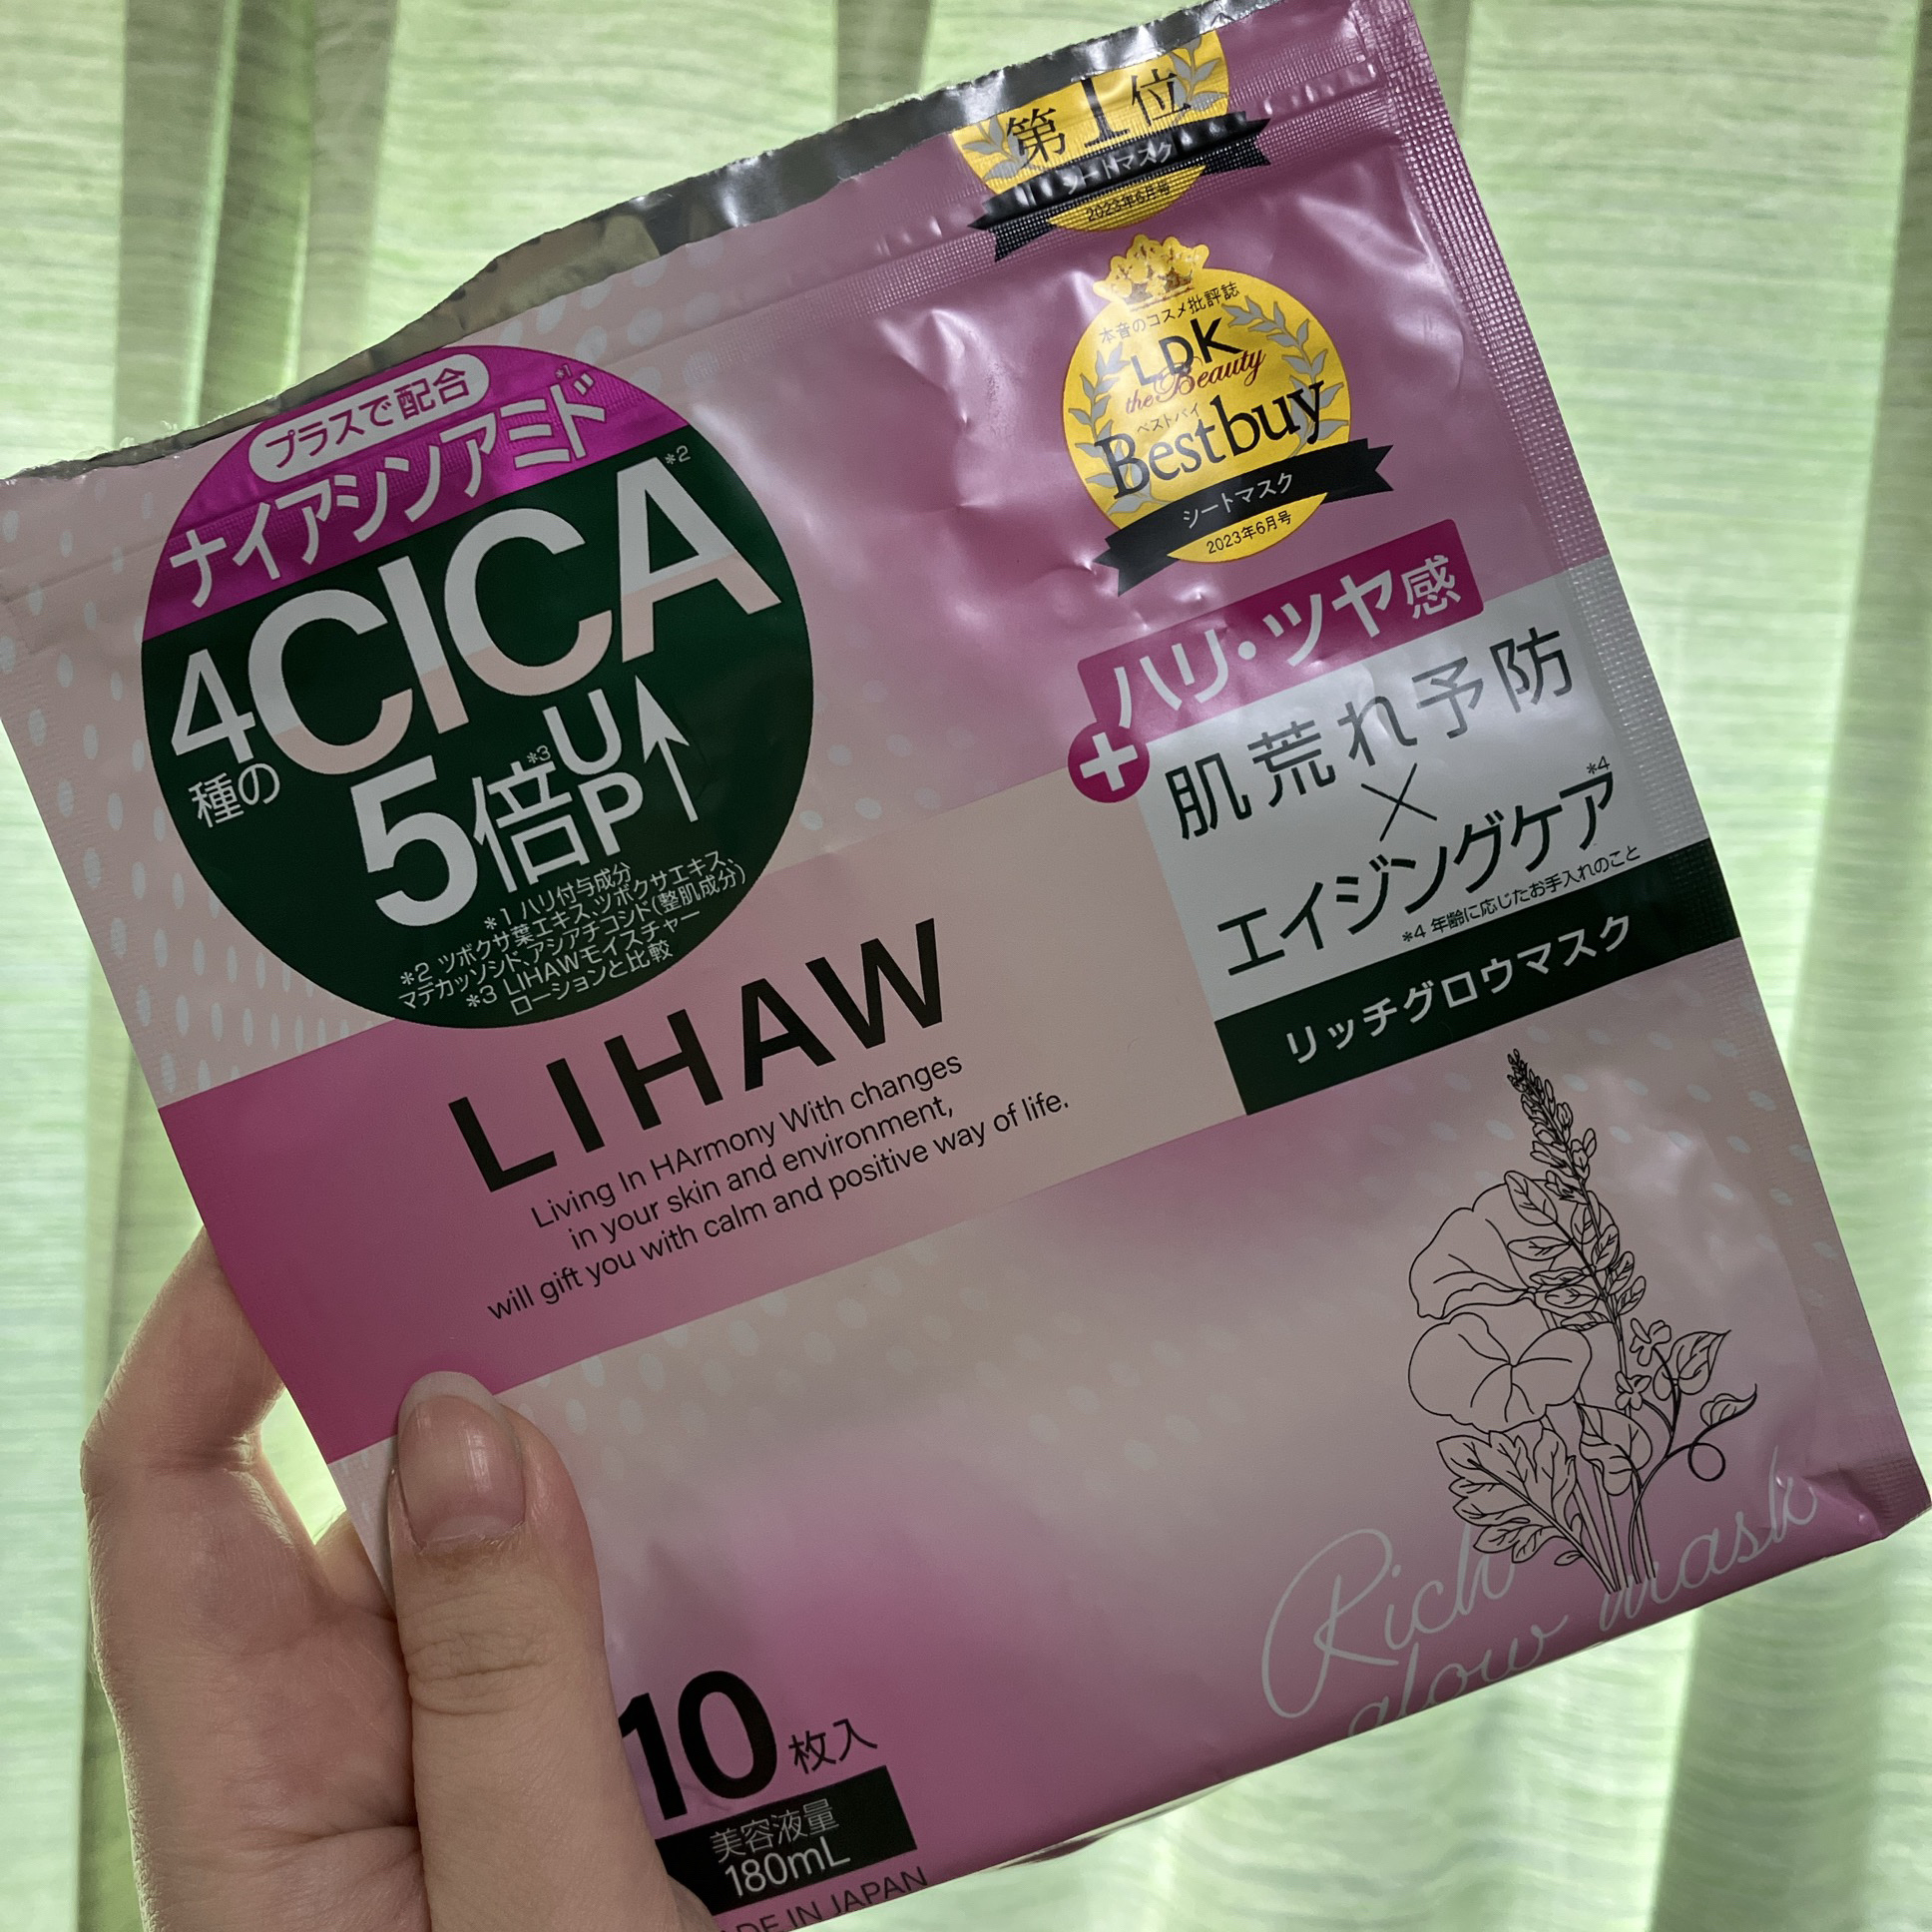 第1位
シートマスク
2023年6月号
本音のコスメ批評誌
LDK
the Beauty
ベストバイ
Bestbuy
シートマスク
2023年6月号
プラスで配合
ナイアシンアミド*1
4種のCICA*2
5倍*3UP
*1 ハリ付与成分
*2 ツボクサ葉エキス、ツボクサエキス、
マデカッソシド、アシアチコシド(整肌成分)
*3 LIHAWモイスチャー
ローションと比較
+ハリ・ツヤ感
肌荒れ予防
×
エイジングケア*4
*4 年齢に応じたお手入れのこと
リッチグロウマスク
LIHAW
Living In HArmony With changes
in your skin and environment,
will gift you with calm and positive way of life.
Rich
glow mask
10枚入
美容液量
180mL
MADE IN JAPAN